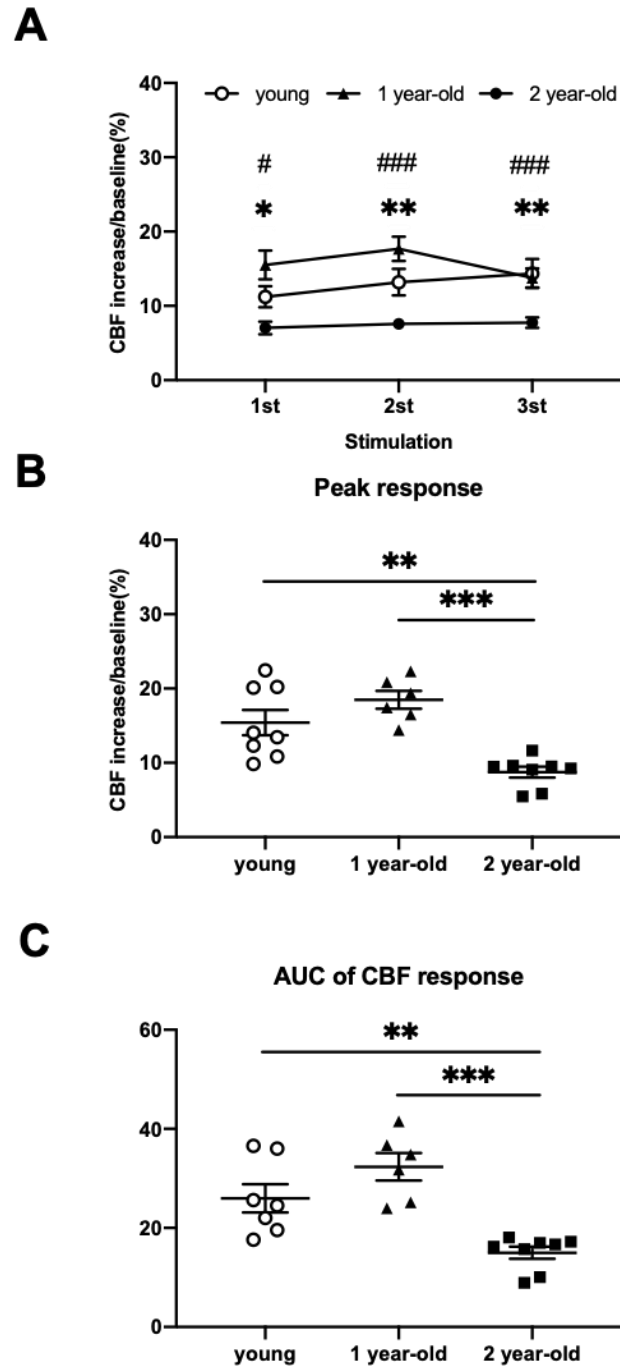 A
40
young
1 year-old
2 year-old
30
20
10
0
CBF increase/baseline(%)
# ### ###
* ** **
1st 2st 3st
Stimulation
B
Peak response
40
30
20
10
0
CBF increase/baseline(%)
**
***
young 1 year-old 2 year-old
C
AUC of CBF response
60
40
20
0
**
***
young 1 year-old 2 year-old